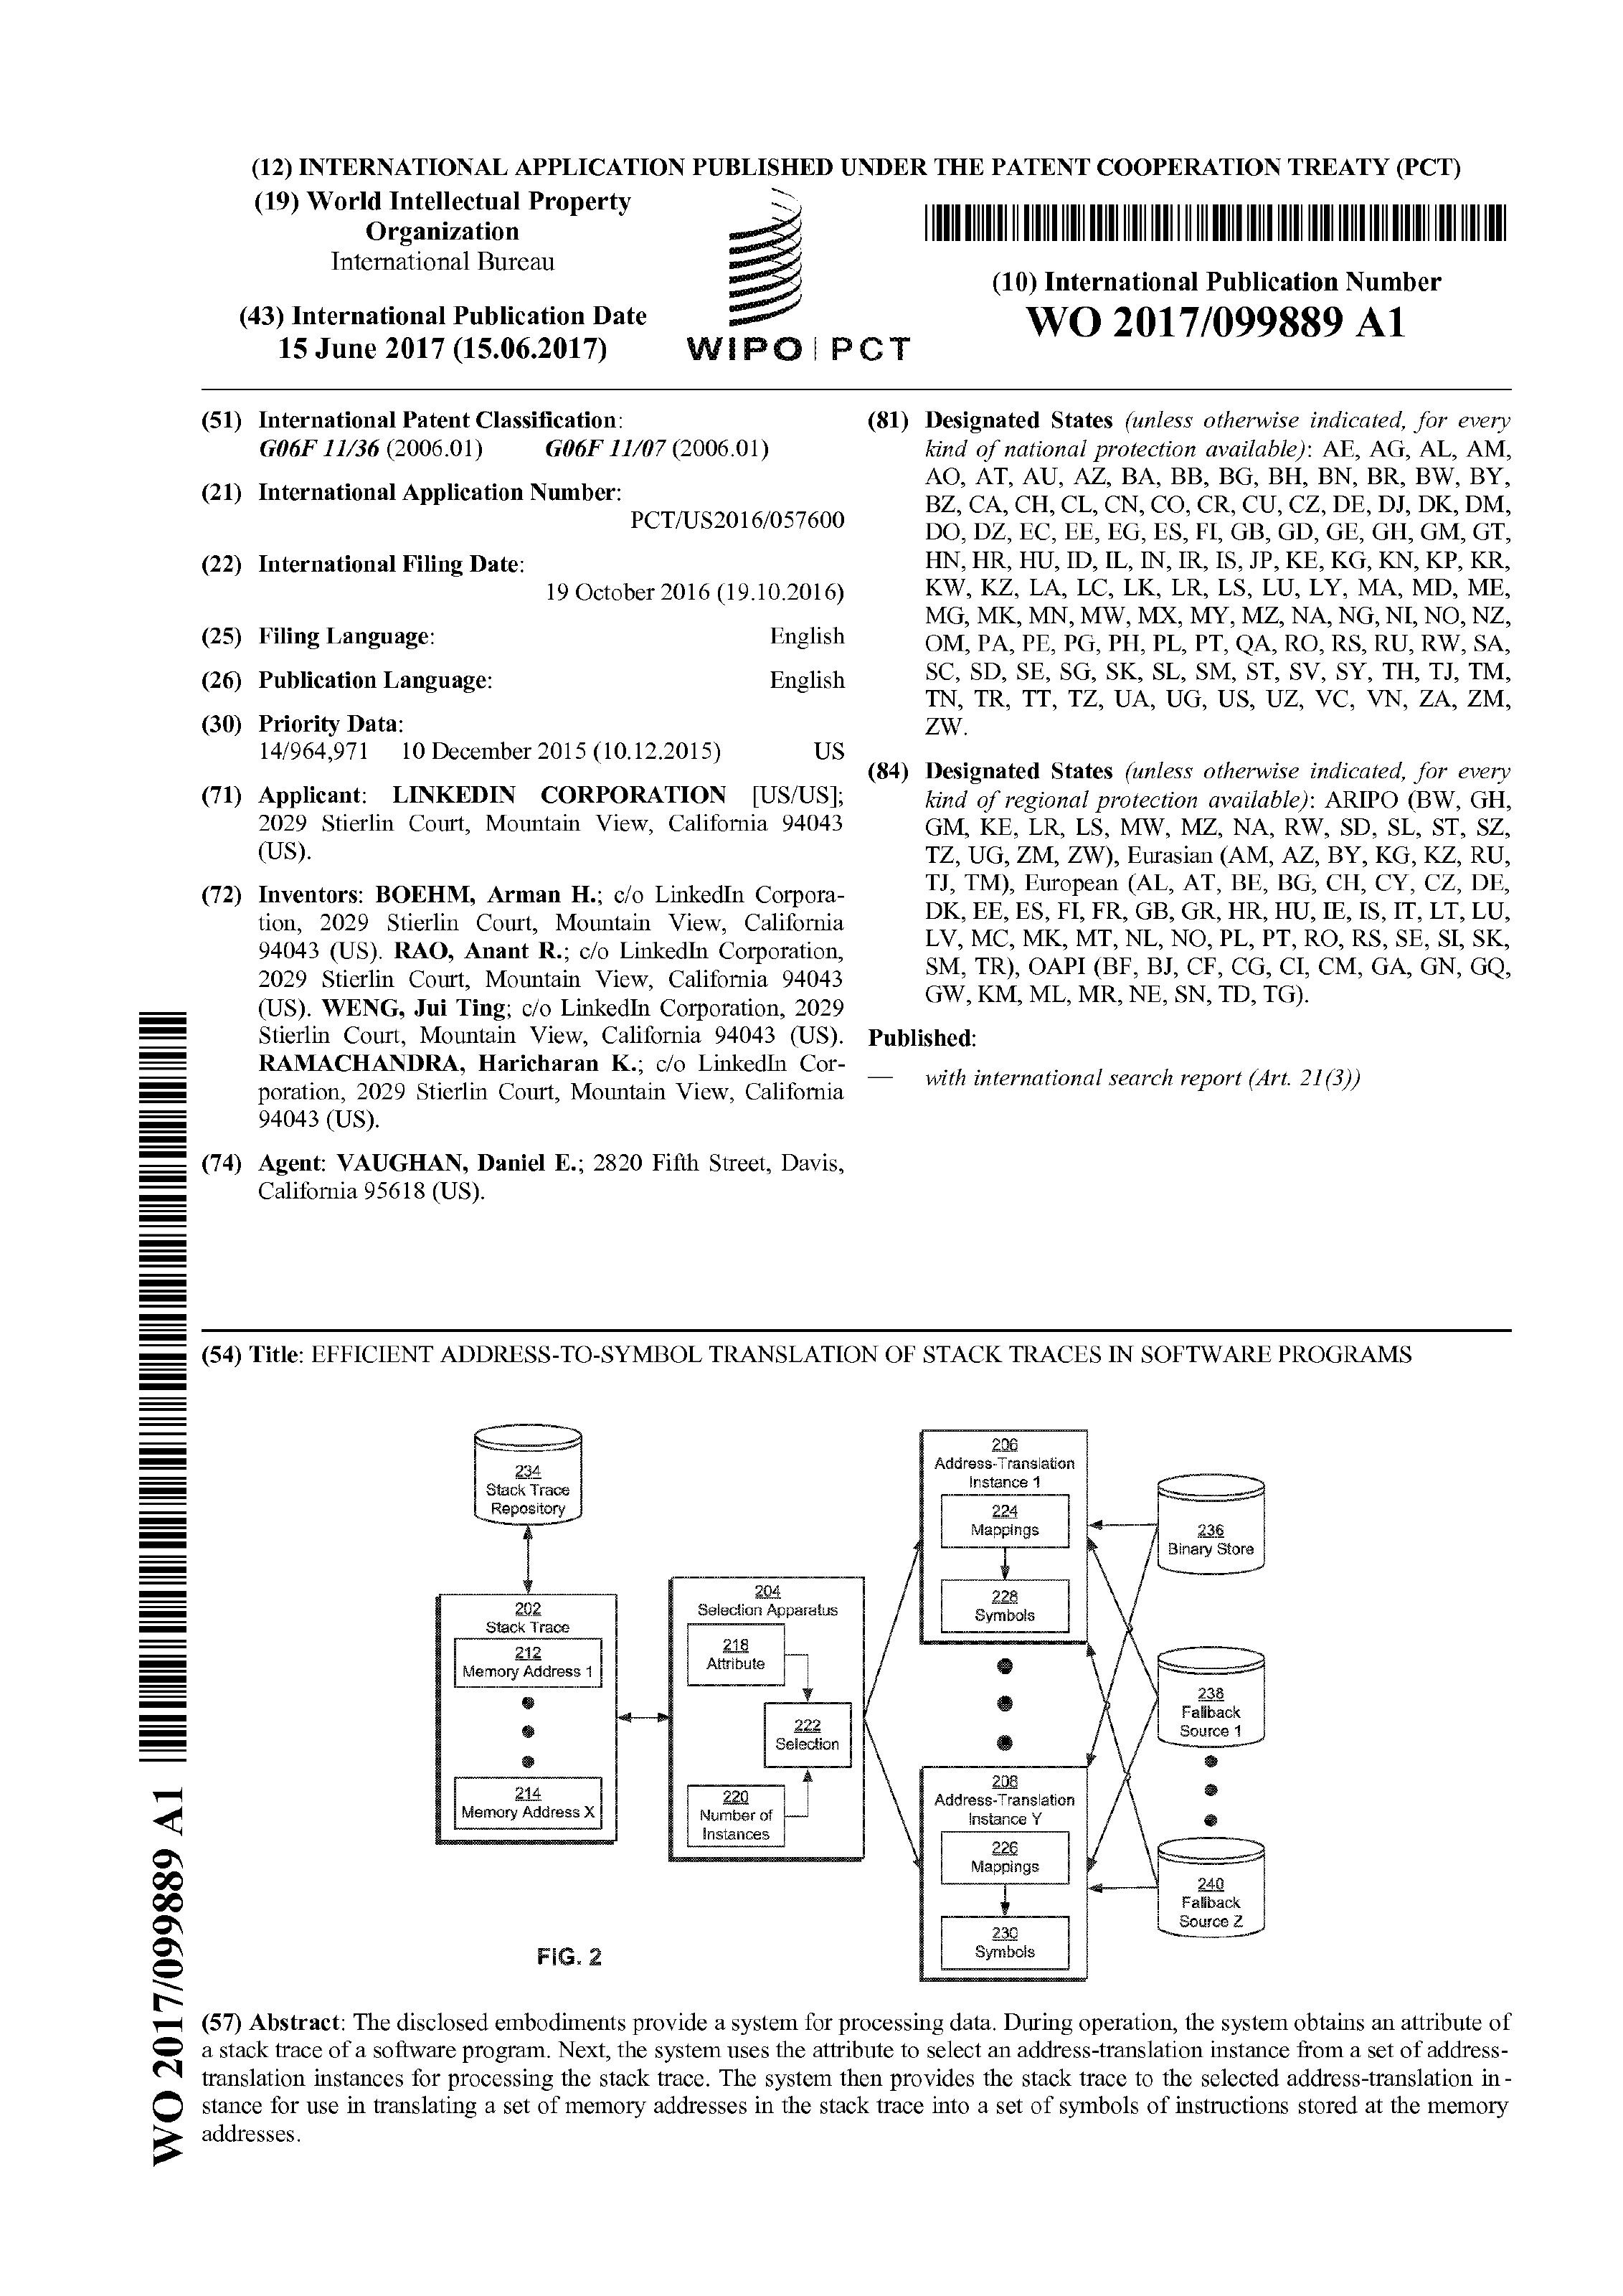 (12) INTERNATIONAL APPLICATION PUBLISHED UNDER THE PATENT COOPERATION TREATY (PCT)
(19) World Intellectual Property
Organization
International Bureau
(43) International Publication Date
15 June 2017 (15.06.2017)
WIPO | PCT
(10) International Publication Number
WO 2017/099889 A1
(51) International Patent Classification:
G06F 11/36 (2006.01) G06F 11/07 (2006.01)
(21) International Application Number:
PCT/US2016/057600
(22) International Filing Date:
19 October 2016 (19.10.2016)
(25) Filing Language: English
(26) Publication Language: English
(30) Priority Data:
14/964,971 10 December 2015 (10.12.2015) US
(71) Applicant: LINKEDIN CORPORATION [US/US];
2029 Stierlin Court, Mountain View, California 94043
(US).
(72) Inventors: BOEHM, Arman H.; c/o LinkedIn Corpora-
tion, 2029 Stierlin Court, Mountain View, California
94043 (US). RAO, Anant R.; c/o LinkedIn Corporation,
2029 Stierlin Court, Mountain View, California 94043
(US). WENG, Jui Ting; c/o LinkedIn Corporation, 2029
Stierlin Court, Mountain View, California 94043 (US).
RAMACHANDRA, Haricharan K.; c/o LinkedIn Cor-
poration, 2029 Stierlin Court, Mountain View, California
94043 (US).
(74) Agent: VAUGHAN, Daniel E.; 2820 Fifth Street, Davis,
California 95618 (US).
(81) Designated States (unless otherwise indicated, for every
kind of national protection available): AE, AG, AL, AM,
AO, AT, AU, AZ, BA, BB, BG, BH, BN, BR, BW, BY,
BZ, CA, CH, CL, CN, CO, CR, CU, CZ, DE, DJ, DK, DM,
DO, DZ, EC, EE, EG, ES, FI, GB, GD, GE, GH, GM, GT,
HN, HR, HU, ID, IL, IN, IR, IS, JP, KE, KG, KN, KP, KR,
KW, KZ, LA, LC, LK, LR, LS, LU, LY, MA, MD, ME,
MG, MK, MN, MW, MX, MY, MZ, NA, NG, NI, NO, NZ,
OM, PA, PE, PG, PH, PL, PT, QA, RO, RS, RU, RW, SA,
SC, SD, SE, SG, SK, SL, SM, ST, SV, SY, TH, TJ, TM,
TN, TR, TT, TZ, UA, UG, US, UZ, VC, VN, ZA, ZM,
ZW.
(84) Designated States (unless otherwise indicated, for every
kind of regional protection available): ARIPO (BW, GH,
GM, KE, LR, LS, MW, MZ, NA, RW, SD, SL, ST, SZ,
TZ, UG, ZM, ZW), Eurasian (AM, AZ, BY, KG, KZ, RU,
TJ, TM), European (AL, AT, BE, BG, CH, CY, CZ, DE,
DK, EE, ES, FI, FR, GB, GR, HR, HU, IE, IS, IT, LT, LU,
LV, MC, MK, MT, NL, NO, PL, PT, RO, RS, SE, SI, SK,
SM, TR), OAPI (BF, BJ, CF, CG, CI, CM, GA, GN, GQ,
GW, KM, ML, MR, NE, SN, TD, TG).
Published:
— with international search report (Art. 21(3))
(54) Title: EFFICIENT ADDRESS-TO-SYMBOL TRANSLATION OF STACK TRACES IN SOFTWARE PROGRAMS
234
Stack Trace
Repository
202
Stack Trace
212
Memory Address 1
214
Memory Address X
204
Selection Apparatus
218
Attribute
222
Selection
220
Number of
Instances
206
Address-Translation
Instance 1
224
Mappings
228
Symbols
208
Address-Translation
Instance Y
226
Mappings
230
Symbols
236
Binary Store
238
Fallback
Source 1
240
Fallback
Source Z
FIG. 2
(57) Abstract: The disclosed embodiments provide a system for processing data. During operation, the system obtains an attribute of
a stack trace of a software program. Next, the system uses the attribute to select an address-translation instance from a set of address-
translation instances for processing the stack trace. The system then provides the stack trace to the selected address-translation in-
stance for use in translating a set of memory addresses in the stack trace into a set of symbols of instructions stored at the memory
addresses.
WO 2017/099889 A1